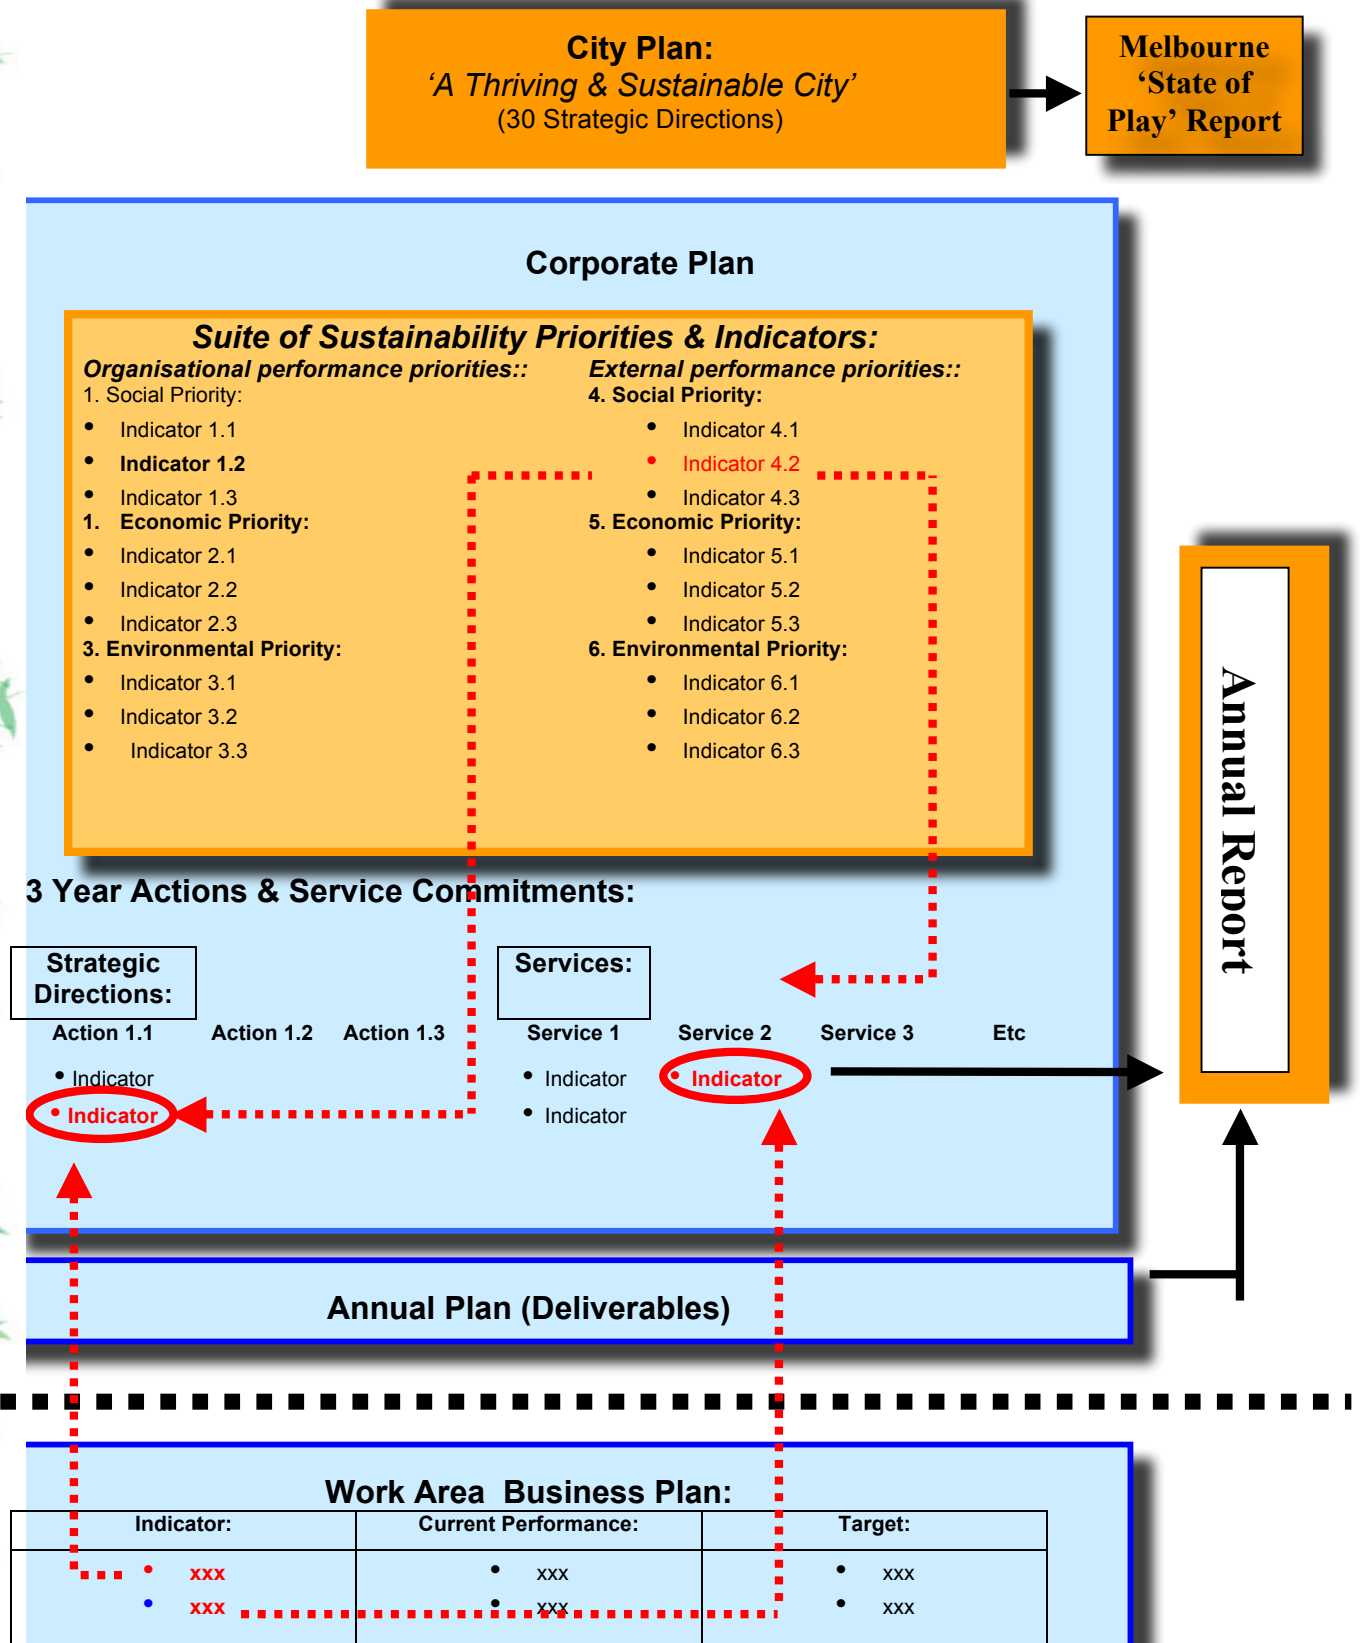 City Plan:
‘A Thriving & Sustainable City’
(30 Strategic Directions)
Melbourne
‘State of
Play’ Report
Corporate Plan
Suite of Sustainability Priorities & Indicators:
Organisational performance priorities::
1. Social Priority:
• Indicator 1.1
• Indicator 1.2
• Indicator 1.3
1. Economic Priority:
• Indicator 2.1
• Indicator 2.2
• Indicator 2.3
3. Environmental Priority:
• Indicator 3.1
• Indicator 3.2
• Indicator 3.3
External performance priorities::
4. Social Priority:
• Indicator 4.1
• Indicator 4.2
• Indicator 4.3
5. Economic Priority:
• Indicator 5.1
• Indicator 5.2
• Indicator 5.3
6. Environmental Priority:
• Indicator 6.1
• Indicator 6.2
• Indicator 6.3
Annual Report
3 Year Actions & Service Commitments:
Strategic
Directions:
Services:
Action 1.1 Action 1.2 Action 1.3 Service 1 Service 2 Service 3 Etc
• Indicator • Indicator • Indicator
• Indicator • Indicator
Annual Plan (Deliverables)
Work Area Business Plan:
Indicator: Current Performance: Target:
• xxx • xxx • xxx
• xxx • xxx • xxx